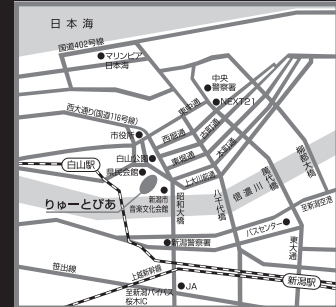 日本海
国道402号線
マリンピア
日本海
中央
警察署
NEXT21
西大通り(国道116号線)
東堀通
古町通
本町通
西堀通
東堀通
上大川前通
市役所
白山公園
白山駅
県民会館
りゅーとぴあ
新潟市
音楽文化会館
昭和大橋
八千代橋
信濃川
萬代橋
柳都大橋
至新潟空港
バスセンター
東大通
新潟警察署
笹出線
上越新幹線
至新潟バイパス
桜木IC
JA
新潟駅